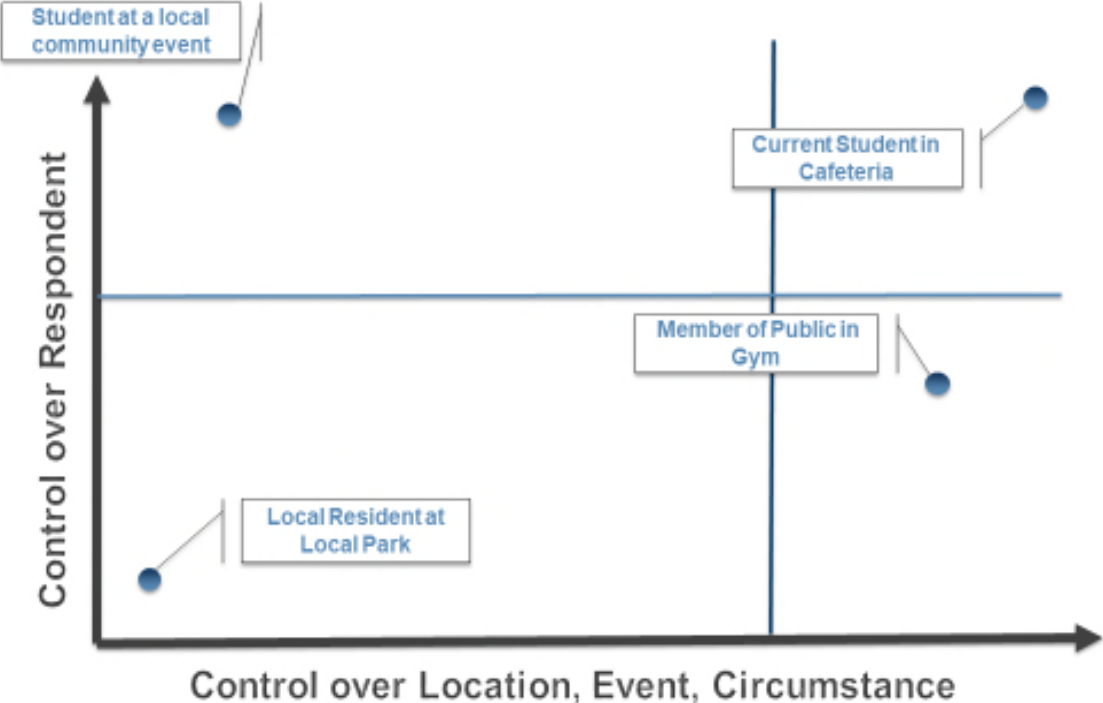 Student at a local
community event
Current Student in
Cafeteria
Control over Respondent
Member of Public in
Gym
Local Resident at
Local Park
Control over Location, Event, Circumstance